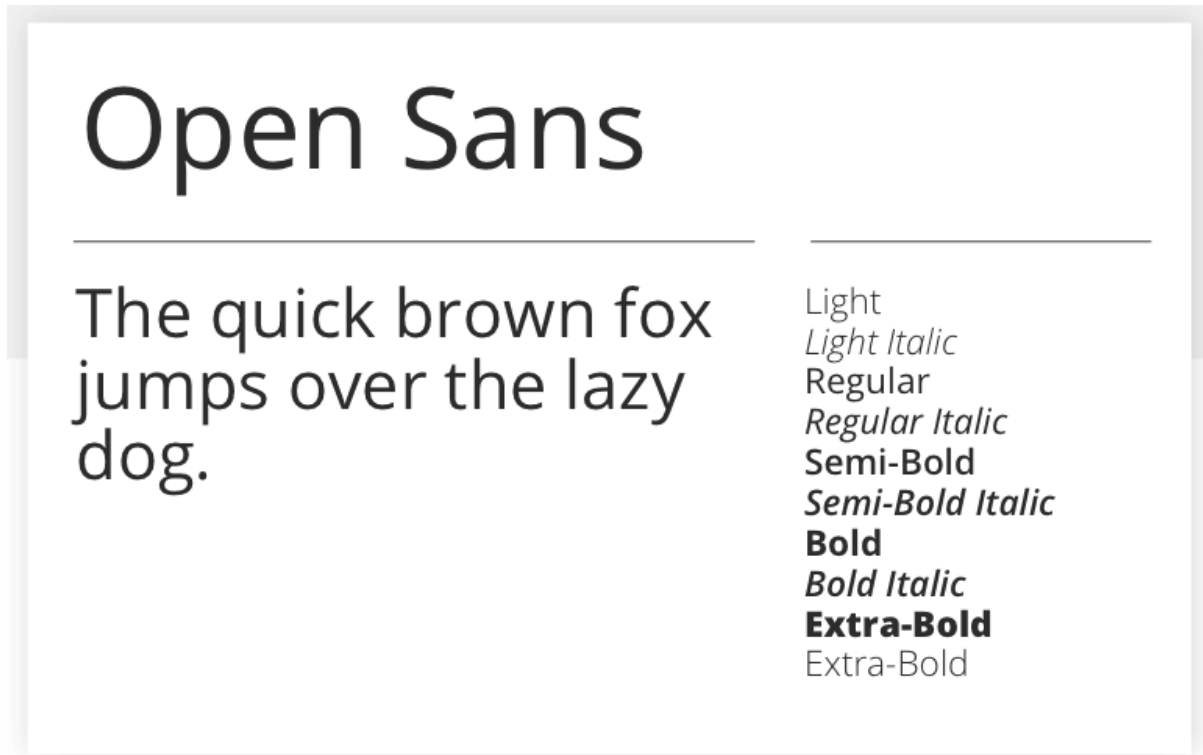 Open Sans
The quick brown fox
jumps over the lazy
dog.
Light
Light Italic
Regular
Regular Italic
Semi-Bold
Semi-Bold Italic
Bold
Bold Italic
Extra-Bold
Extra-Bold